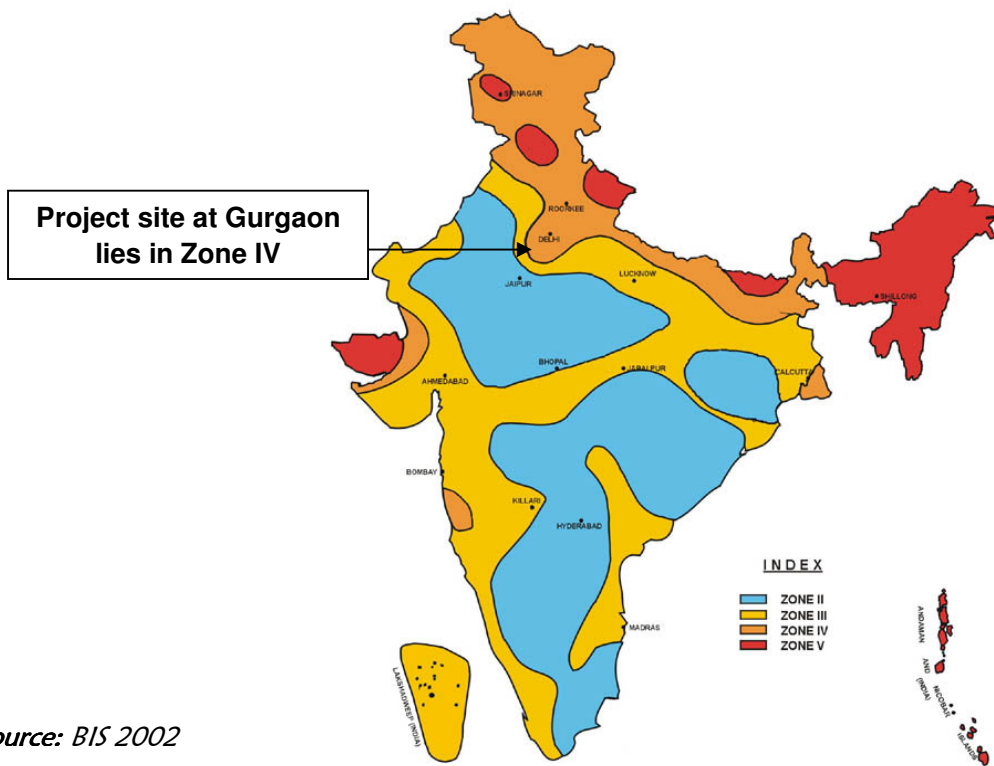 SRINAGAR
Project site at Gurgaon
lies in Zone IV
ROORKEE
DELHI
JAIPUR
LUCKNOW
SHILLONG
BHOPAL
JABALPUR
AHMEDABAD
CALCUTTA
BOMBAY
KILLARI
HYDERABAD
INDEX
ZONE II
ZONE III
ZONE IV
ZONE V
MADRAS
LAKSHADWEEP (INDIA)
ANDAMAN
AND
(INDIA)
NICOBAR
ISLANDS
ource: BIS 2002